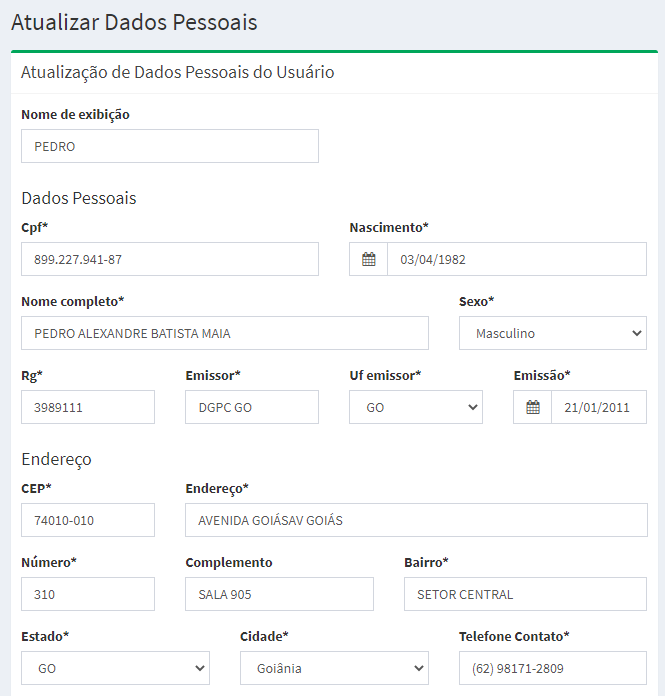 Atualizar Dados Pessoais
Atualização de Dados Pessoais do Usuário
Nome de exibição
PEDRO
Dados Pessoais
Cpf* Nascimento*
899.227.941-87 03/04/1982
Nome completo* Sexo*
PEDRO ALEXANDRE BATISTA MAIA Masculino
Rg* Emissor* Uf emissor* Emissão*
3989111 DGPC GO GO 21/01/2011
Endereço
CEP* Endereço*
74010-010 AVENIDA GOIÁSAV GOIÁS
Número* Complemento Bairro*
310 SALA 905 SETOR CENTRAL
Estado* Cidade* Telefone Contato*
GO Goiânia (62) 98171-2809